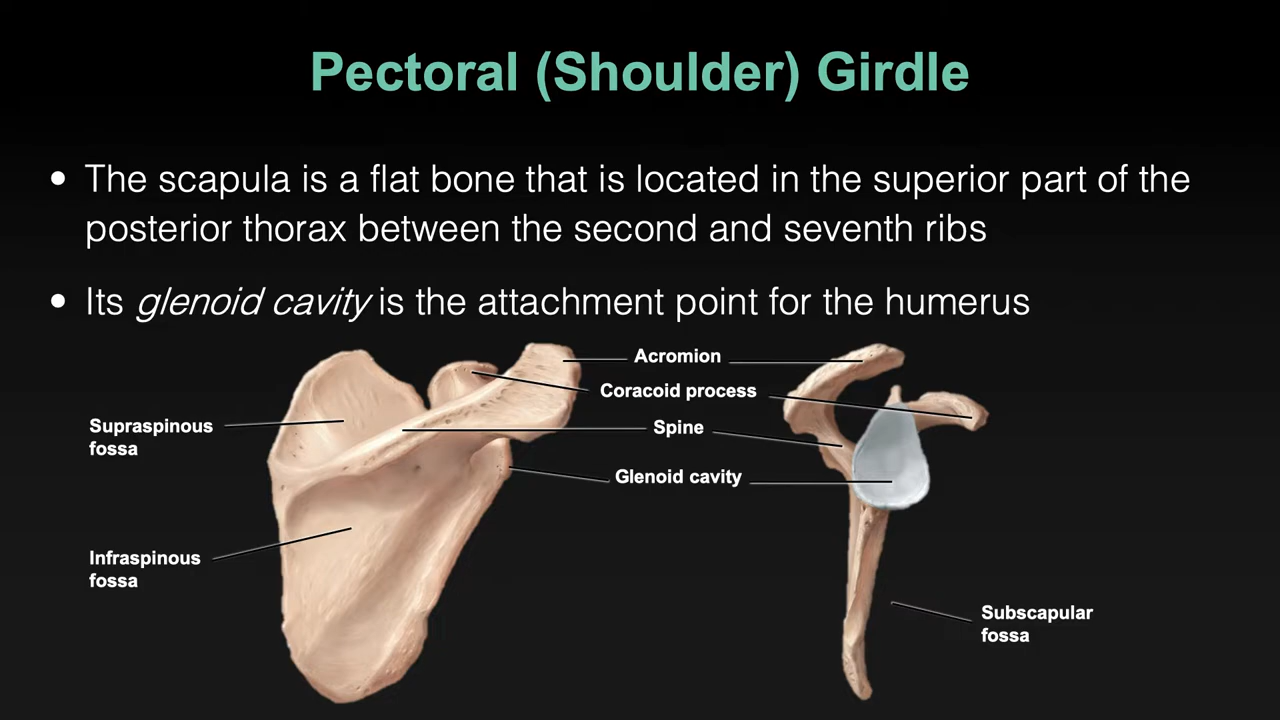 Pectoral (Shoulder) Girdle
• The scapula is a flat bone that is located in the superior part of the
posterior thorax between the second and seventh ribs
• Its glenoid cavity is the attachment point for the humerus
Acromion
Coracoid process
Supraspinous
fossa
Spine
Glenoid cavity
Infraspinous
fossa
Subscapular
fossa